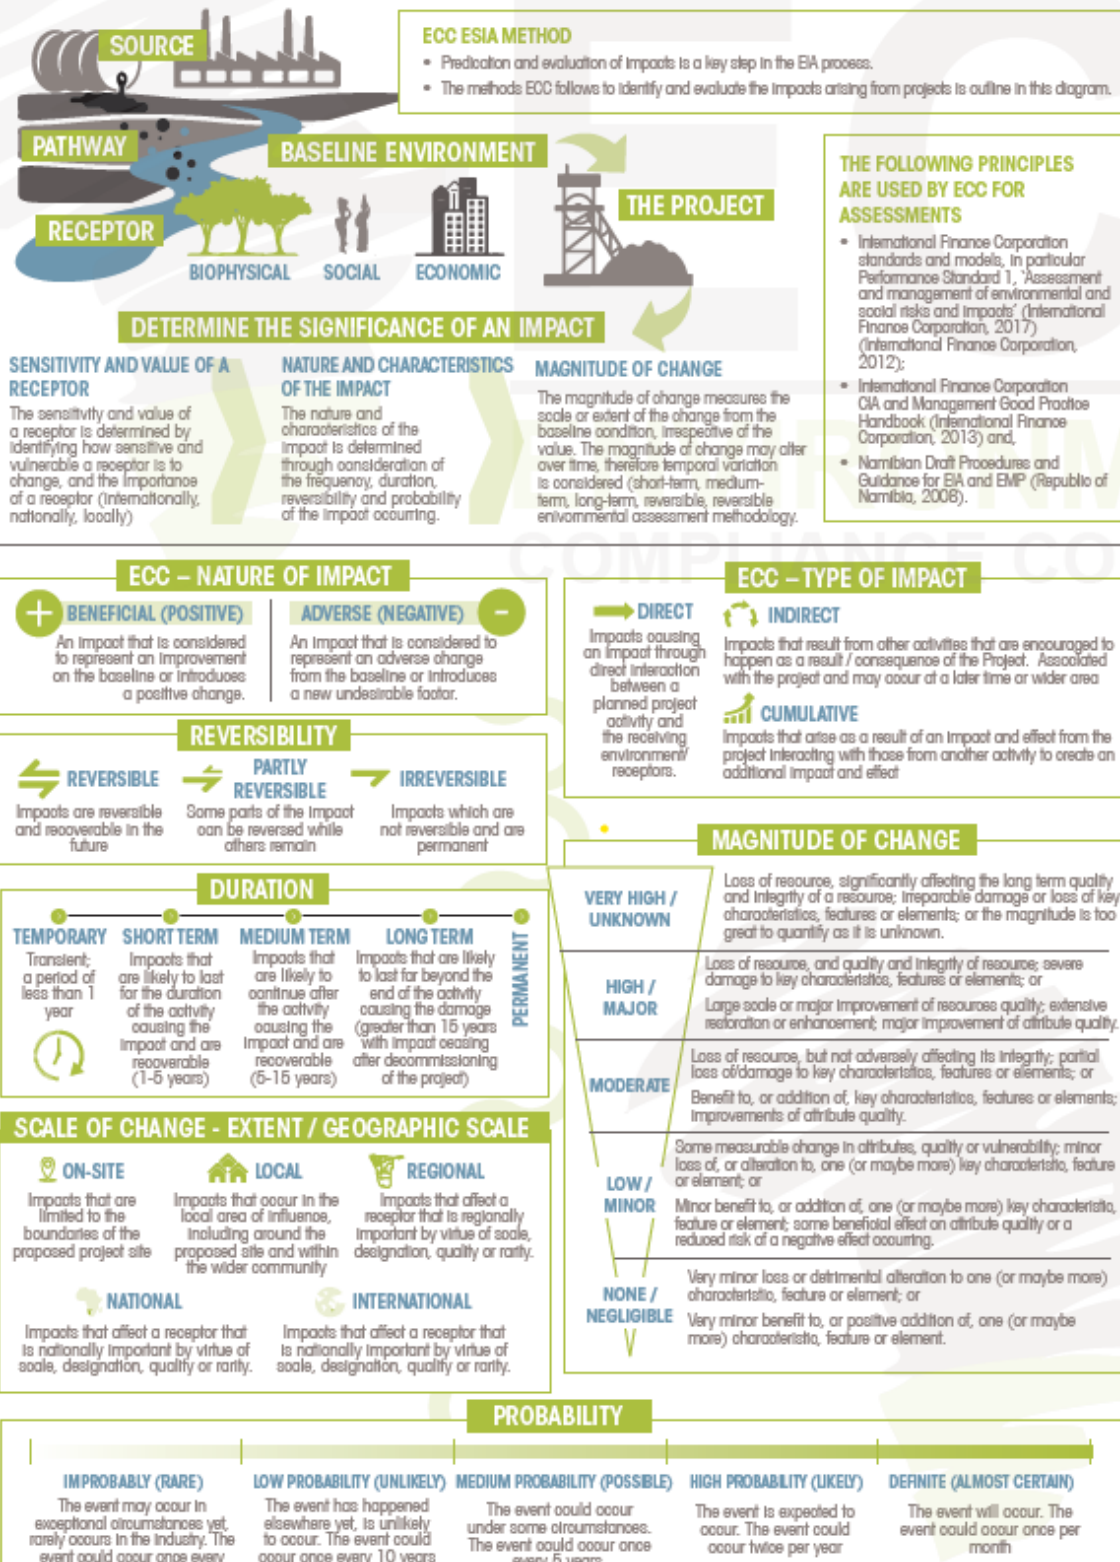 SOURCE
PATHWAY
RECEPTOR
BASELINE ENVIRONMENT
BIOPHYSICAL
SOCIAL
ECONOMIC
THE PROJECT
ECC ESIA METHOD
• Predication and evaluation of impacts is a key step in the EIA process.
• The methods ECC follows to identify and evaluate the impacts arising from projects is outline in this diagram.
THE FOLLOWING PRINCIPLES
ARE USED BY ECC FOR
ASSESSMENTS
• International Finance Corporation
standards and models, in particular
Performance Standard 1, 'Assessment
and management of environmental and
social risks and impacts' (International
Finance Corporation, 2017)
(International Finance Corporation,
2012);
• International Finance Corporation
CIA and Management Good Practice
Handbook (International Finance
Corporation, 2013) and,
• Namibian Draft Procedures and
Guidance for EIA and EMP (Republic of
Namibia, 2008).
DETERMINE THE SIGNIFICANCE OF AN IMPACT
SENSITIVITY AND VALUE OF A
RECEPTOR
The sensitivity and value of
a receptor is determined by
identifying how sensitive and
vulnerable a receptor is to
change, and the importance
of a receptor (internationally,
nationally, locally)
NATURE AND CHARACTERISTICS
OF THE IMPACT
The nature and
characteristics of the
impact is determined
through consideration of
the frequency, duration,
reversibility and probability
of the impact occurring.
MAGNITUDE OF CHANGE
The magnitude of change measures the
scale or extent of the change from the
baseline condition, irrespective of the
value. The magnitude of change may alter
over time, therefore temporal variation
is considered (short-term, medium-
term, long-term, reversible, reversible
environmental assessment methodology.
COMPLIANCE CO
ECC – NATURE OF IMPACT
+ BENEFICIAL (POSITIVE)
An impact that is considered
to represent an improvement
on the baseline or introduces
a positive change.
ADVERSE (NEGATIVE) -
An impact that is considered to
represent an adverse change
from the baseline or introduces
a new undesirable factor.
ECC – TYPE OF IMPACT
DIRECT
Impacts causing
an impact through
direct interaction
between a
planned project
activity and
the receiving
environment/
receptors.
INDIRECT
Impacts that result from other activities that are encouraged to
happen as a result / consequence of the Project. Associated
with the project and may occur at a later time or wider area
CUMULATIVE
Impacts that arise as a result of an impact and effect from the
project interacting with those from another activity to create an
additional impact and effect
REVERSIBILITY
REVERSIBLE
Impacts are reversible
and recoverable in the
future
PARTLY
REVERSIBLE
Some parts of the impact
can be reversed while
others remain
IRREVERSIBLE
Impacts which are
not reversible and are
permanent
DURATION
TEMPORARY
Transient;
a period of
less than 1
year
SHORT TERM
Impacts that
are likely to last
for the duration
of the activity
causing the
impact and are
recoverable
(1-5 years)
MEDIUM TERM
Impacts that
are likely to
continue after
the activity
causing the
impact and are
recoverable
(5-15 years)
LONG TERM
Impacts that are likely
to last far beyond the
end of the activity
causing the damage
(greater than 15 years
with impact ceasing
after decommissioning
of the project)
PERMANENT
SCALE OF CHANGE - EXTENT / GEOGRAPHIC SCALE
ON-SITE
Impacts that are
limited to the
boundaries of the
proposed project site
LOCAL
Impacts that occur in the
local area of influence,
including around the
proposed site and within
the wider community
REGIONAL
Impacts that affect a
receptor that is regionally
important by virtue of scale,
designation, quality or rarity.
NATIONAL
Impacts that affect a receptor that
is nationally important by virtue of
scale, designation, quality or rarity.
INTERNATIONAL
Impacts that affect a receptor that
is nationally important by virtue of
scale, designation, quality or rarity.
MAGNITUDE OF CHANGE
VERY HIGH /
UNKNOWN
Loss of resource, significantly affecting the long term quality
and integrity of a resource; irreparable damage or loss of key
characteristics, features or elements; or the magnitude is too
great to quantify as it is unknown.
HIGH /
MAJOR
Loss of resource, and quality and integrity of resource; severe
damage to key characteristics, features or elements; or
Large scale or major improvement of resources quality; extensive
restoration or enhancement; major improvement of attribute quality.
MODERATE
Loss of resource, but not adversely affecting its integrity; partial
loss of/damage to key characteristics, features or elements; or
Benefit to, or addition of, key characteristics, features or elements;
improvements of attribute quality.
LOW /
MINOR
Some measurable change in attributes, quality or vulnerability; minor
loss of, or alteration to, one (or maybe more) key characteristic, feature
or element; or
Minor benefit to, or addition of, one (or maybe more) key characteristic,
feature or element; some beneficial effect on attribute quality or a
reduced risk of a negative effect occurring.
NONE /
NEGLIGIBLE
Very minor loss or detrimental alteration to one (or maybe more)
characteristic, feature or element; or
Very minor benefit to, or positive addition of, one (or maybe
more) characteristic, feature or element.
PROBABILITY
IMPROBABLY (RARE)
The event may occur in
exceptional circumstances yet,
rarely occurs in the industry. The
event could occur once every
LOW PROBABILITY (UNLIKELY)
The event has happened
elsewhere yet, is unlikely
to occur. The event could
occur once every 10 years
MEDIUM PROBABILITY (POSSIBLE)
The event could occur
under some circumstances.
The event could occur once
every 5 years
HIGH PROBABILITY (LIKELY)
The event is expected to
occur. The event could
occur twice per year
DEFINITE (ALMOST CERTAIN)
The event will occur. The
event could occur once per
month